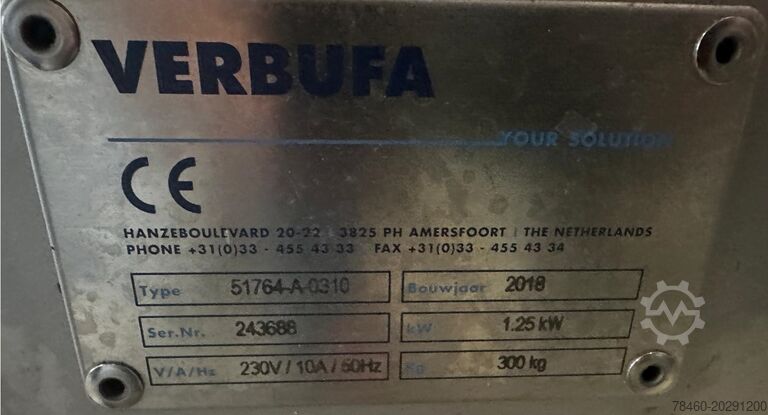 VERBUFA
YOUR SOLUTION
CE
HANZEBOULEVARD 20-22 | 3825 PH AMERSFOORT | THE NETHERLANDS
PHONE +31(0)33 - 455 43 33 FAX +31(0)33 - 455 43 34
Type 51764-A-0310 Bouwjaar 2018
Ser.Nr. 243688 kW 1.25 kW
V/A/Hz 230V / 10A / 50Hz Kg 300 kg
78460-20291200